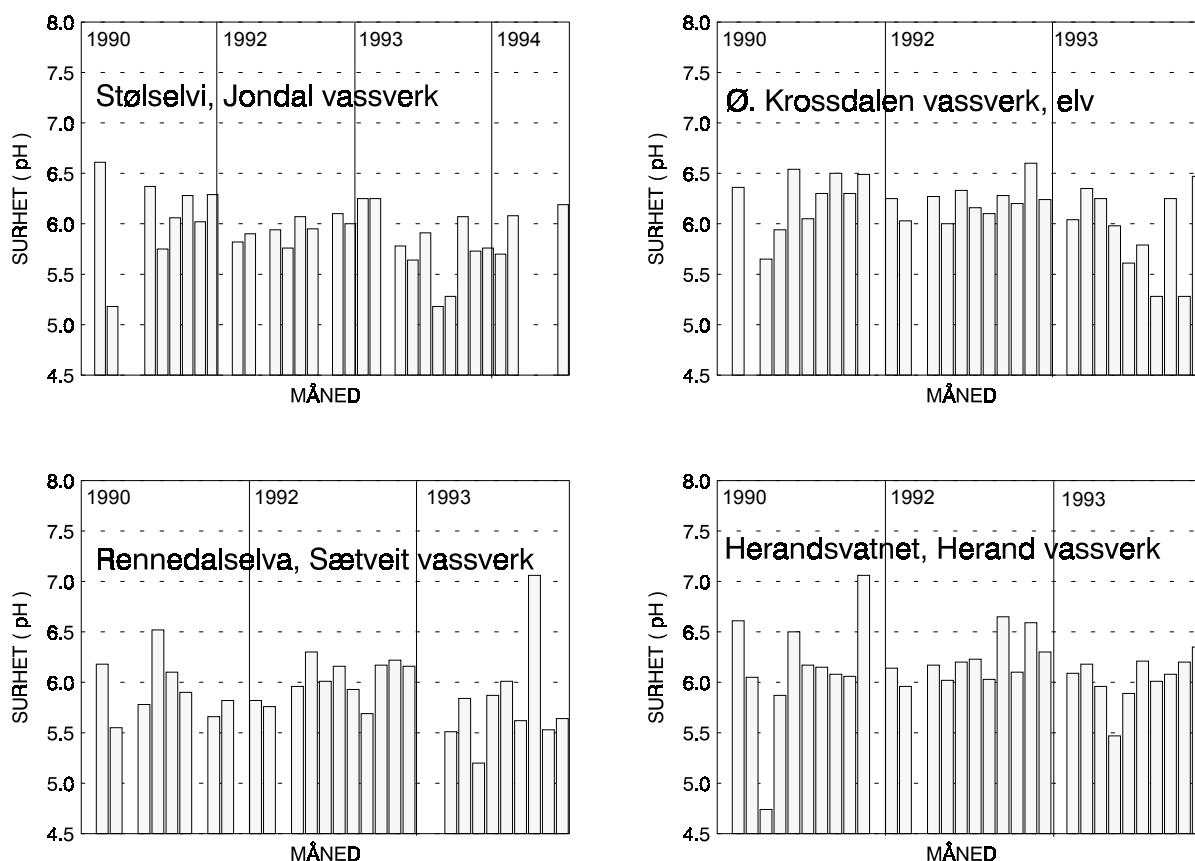 8.0
7.5
7.0
6.5
6.0
5.5
5.0
4.5
SURHET ( pH )
1990 1992 1993 1994
Stølselvi, Jondal vassverk
MÅNED
8.0
7.5
7.0
6.5
6.0
5.5
5.0
4.5
SURHET ( pH )
1990 1992 1993
Ø. Krossdalen vassverk, elv
MÅNED
8.0
7.5
7.0
6.5
6.0
5.5
5.0
4.5
SURHET ( pH )
1990 1992 1993
Rennedalselva, Sætveit vassverk
MÅNED
8.0
7.5
7.0
6.5
6.0
5.5
5.0
4.5
SURHET ( pH )
1990 1992 1993
Herandsvatnet, Herand vassverk
MÅNED